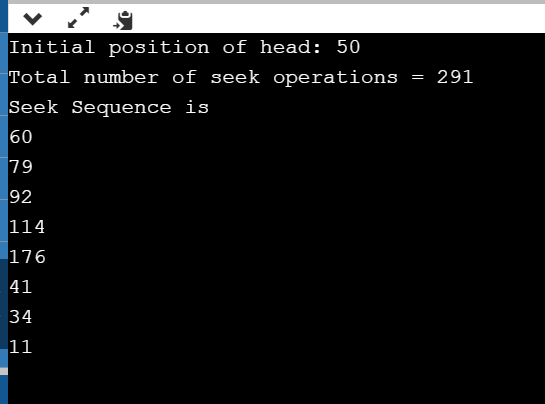 Initial position of head: 50
Total number of seek operations = 291
Seek Sequence is
60
79
92
114
176
41
34
11